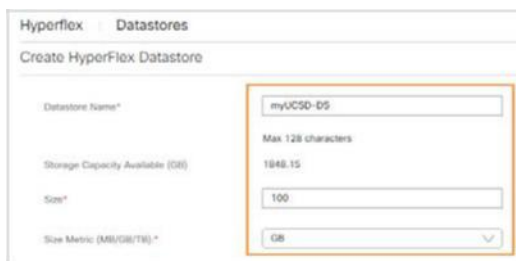 Hyperflex Datastores
Create HyperFlex Datastore
Datastore Name* myUCSD-DS
Max 128 characters
Storage Capacity Available (GB) 1848.15
Size* 100
Size Metric (MB/GB/TB):* GB